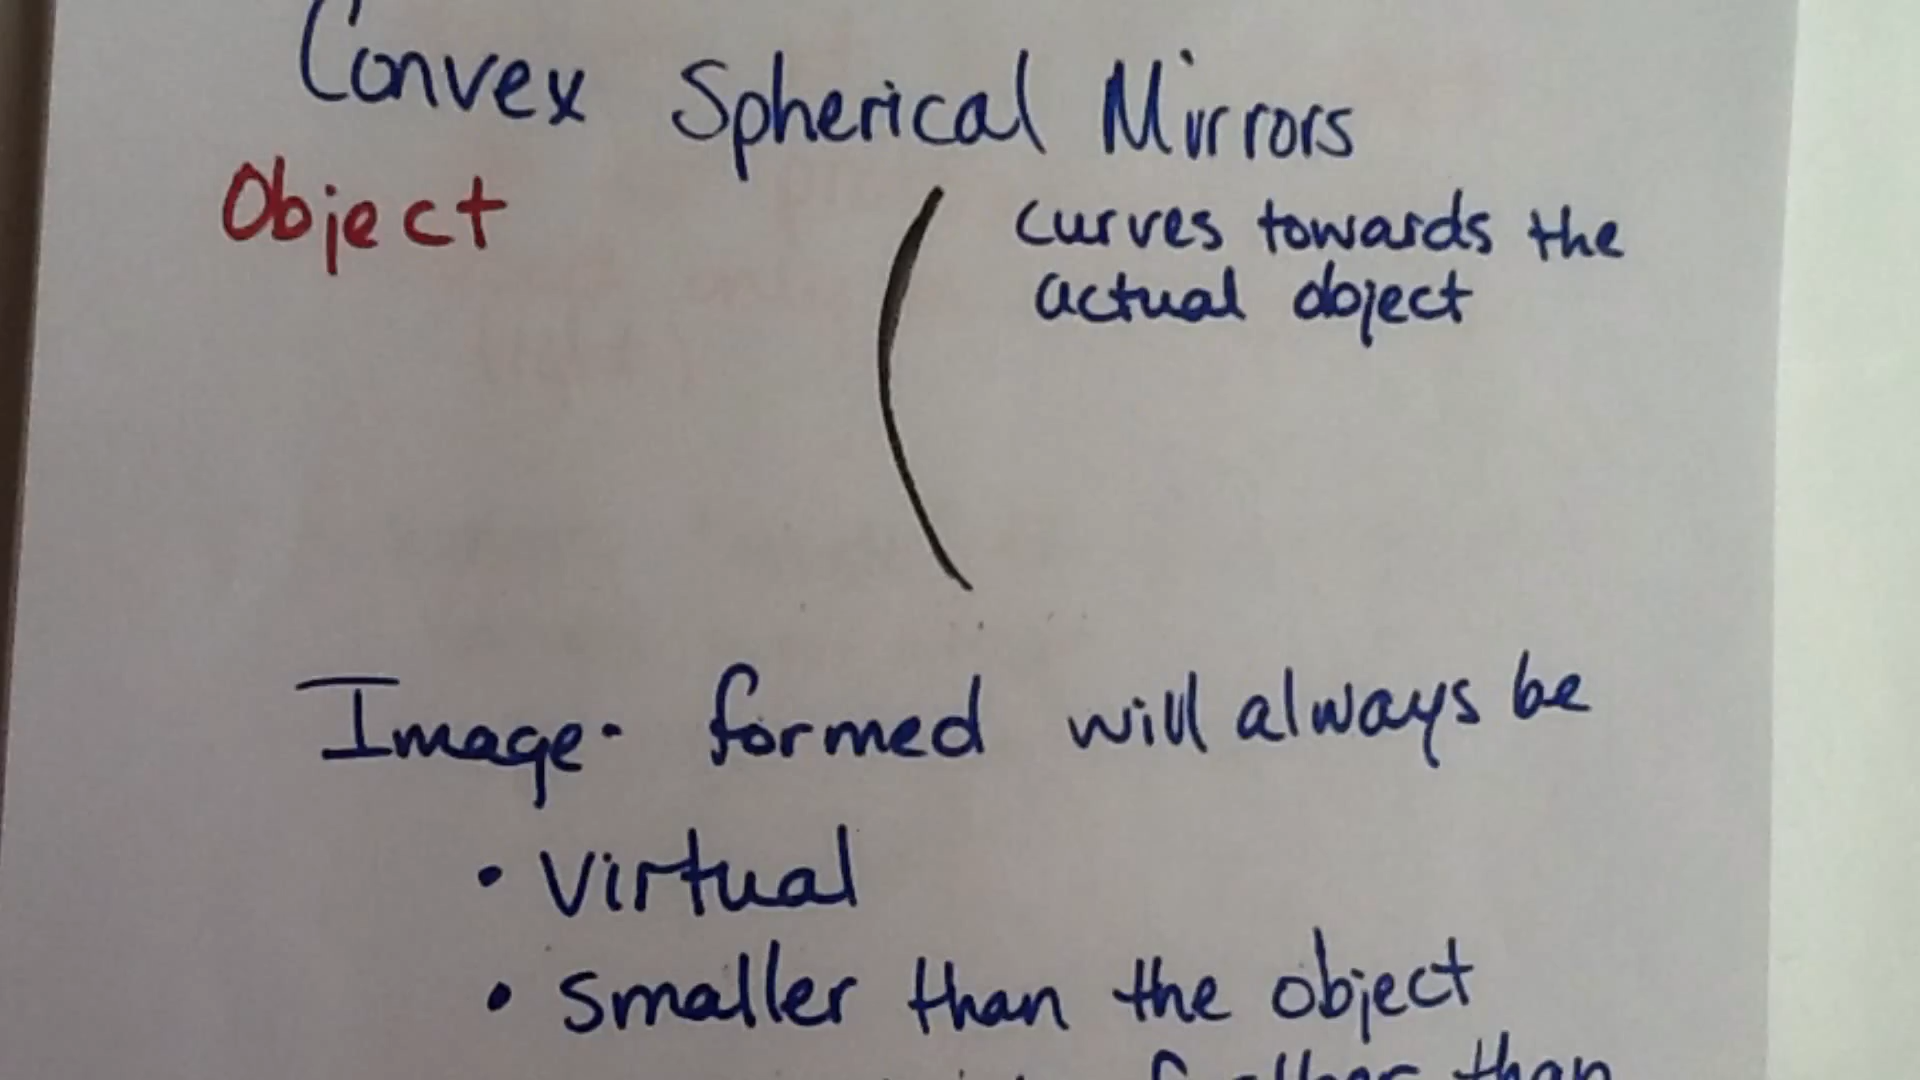 Convex Spherical Mirrors
Object
curves towards the
actual object
Image- formed will always be
• Virtual
• Smaller than the object
than